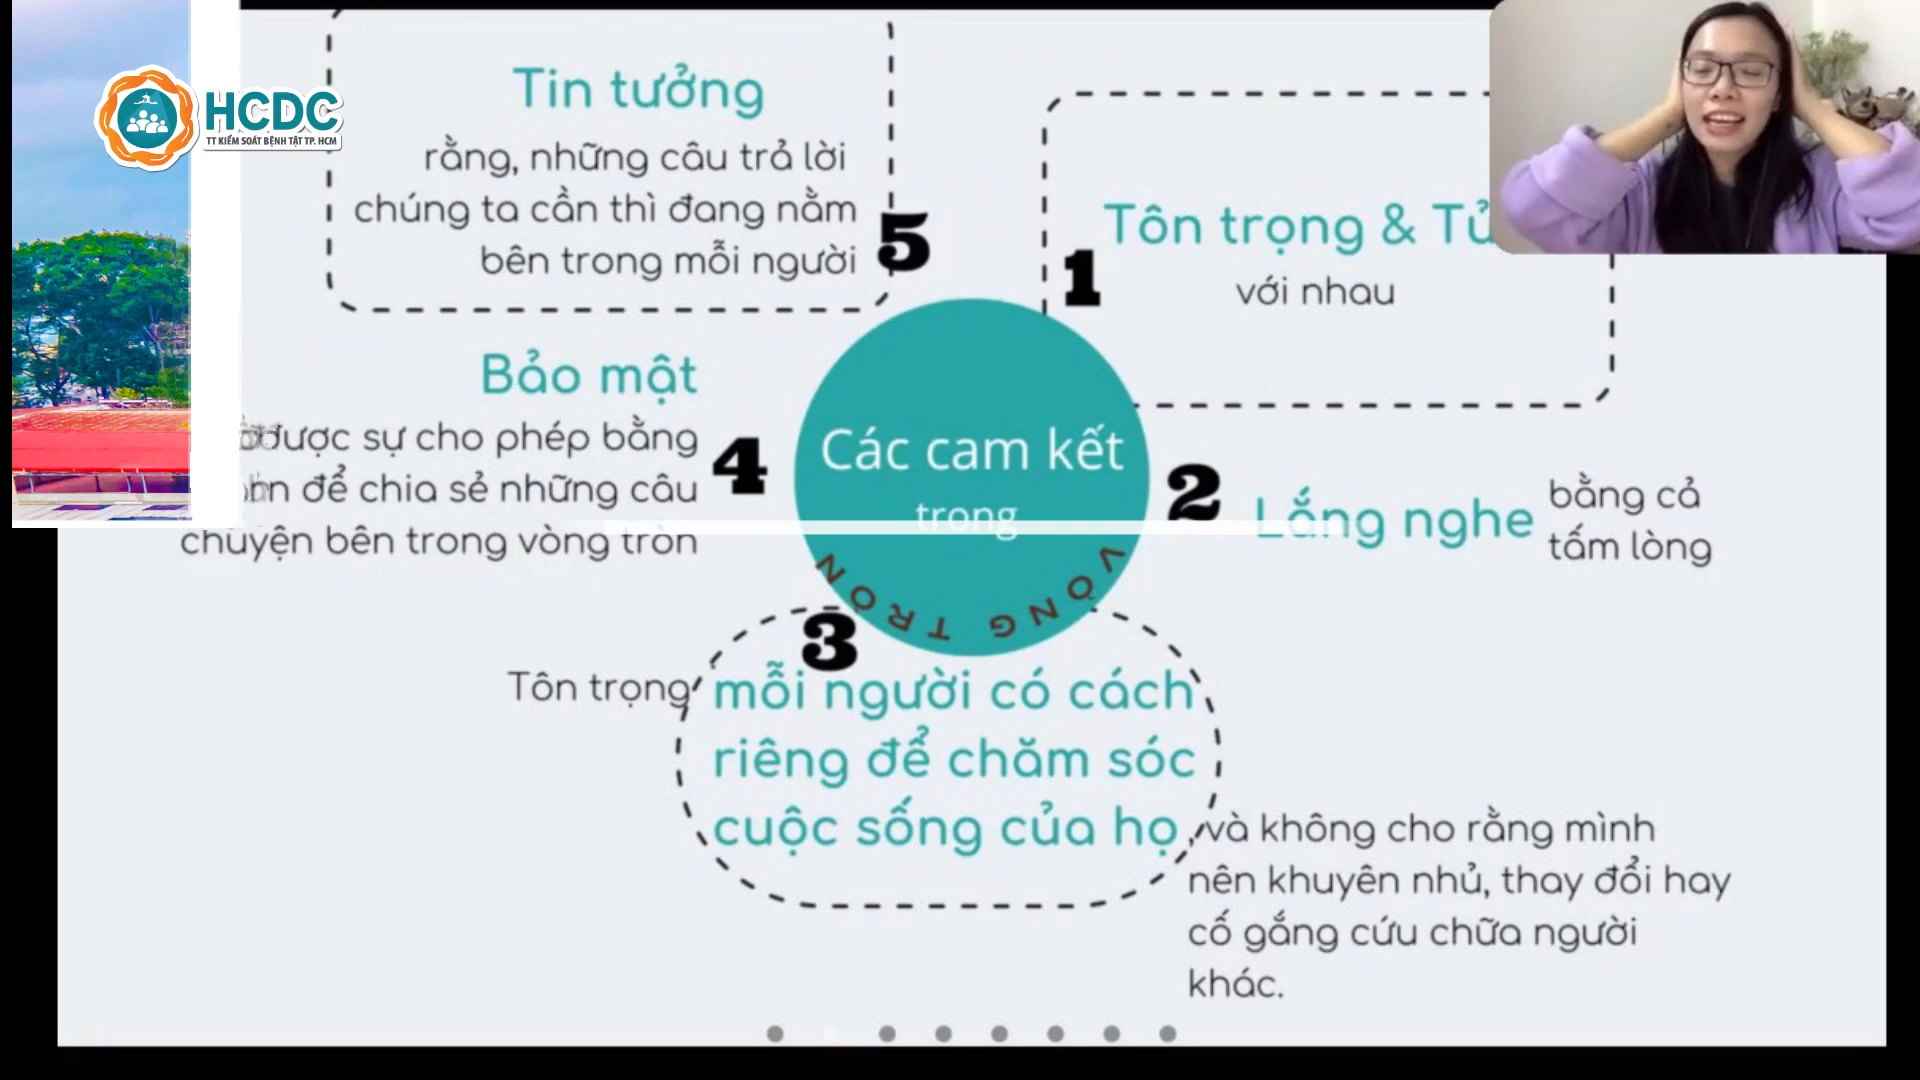 HCDC
TT KIỂM SOÁT BỆNH TẬT TP. HCM
Tin tưởng
rằng, những câu trả lời
chúng ta cần thì đang nằm
bên trong mỗi người
5
1
Tôn trọng &
với nhau
Bảo mật
được sự cho phép bằng
để chia sẻ những câu
chuyện bên trong vòng tròn
4
Các cam kết
trong
VÒNG TRÒN
2
Lắng nghe
bằng cả
tấm lòng
3
Tôn trọng
mỗi người có cách
riêng để chăm sóc
cuộc sống của họ
, và không cho rằng mình
nên khuyên nhủ, thay đổi hay
cố gắng cứu chữa người
khác.